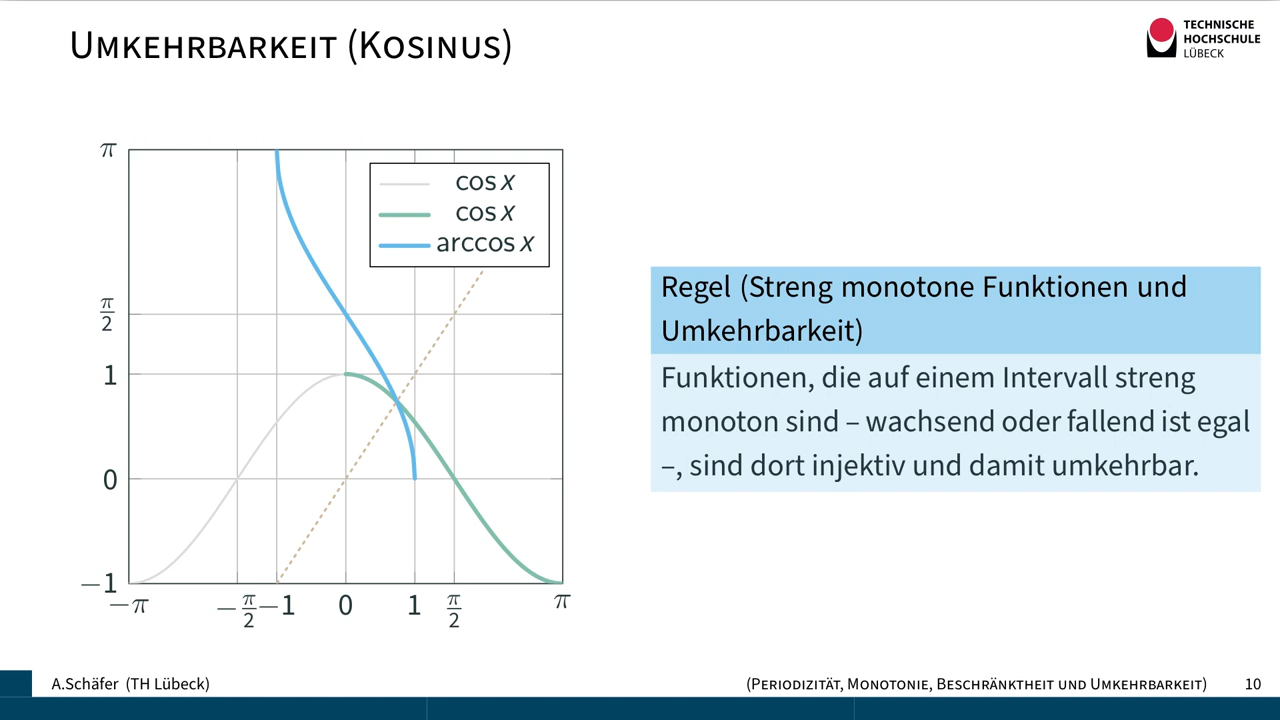 Umkehrbarkeit (Kosinus)
TECHNISCHE
HOCHSCHULE
LÜBECK
π
π/2
1
0
−1
−π
−π/2
−1
0
1
π/2
π
cos x
cos x
arccos x
Regel (Streng monotone Funktionen und
Umkehrbarkeit)
Funktionen, die auf einem Intervall streng
monoton sind – wachsend oder fallend ist egal
–, sind dort injektiv und damit umkehrbar.
A.Schäfer (TH Lübeck)
(Periodizität, Monotonie, Beschränktheit und Umkehrbarkeit)
10